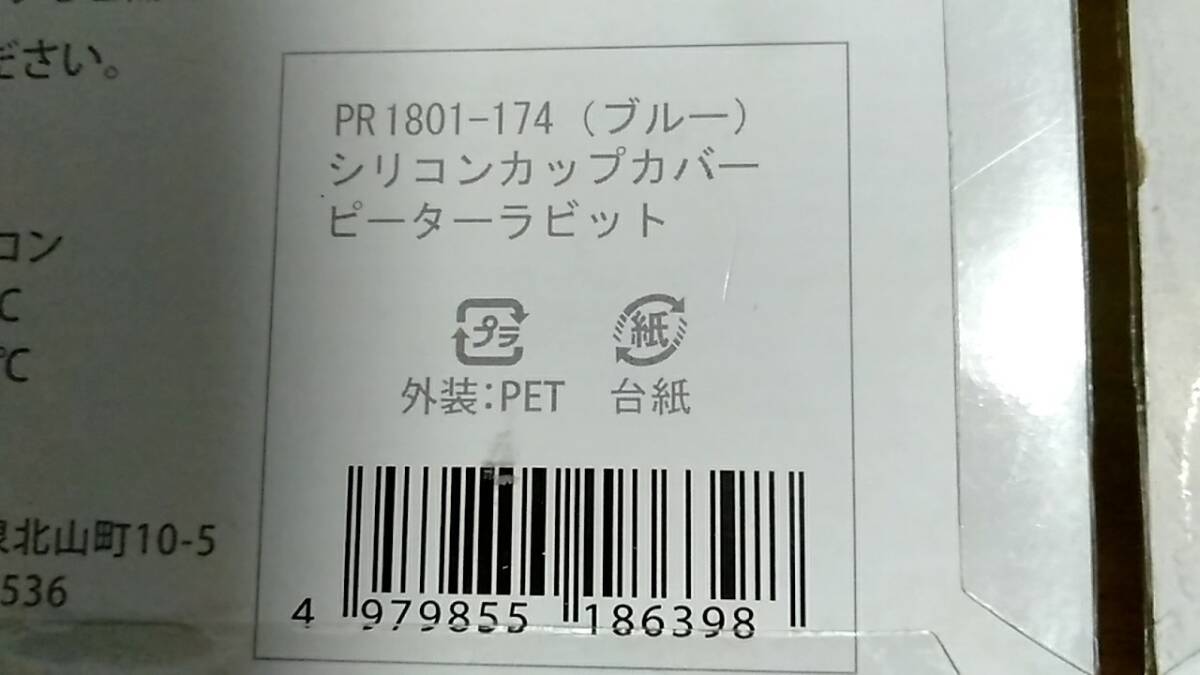 ださい。
PR1801-174（ブルー）
シリコンカップカバー
ピーターラビット
コン
℃
℃
プラ
紙
外装：PET
台紙
北山町10-5
536
4 979855 186398